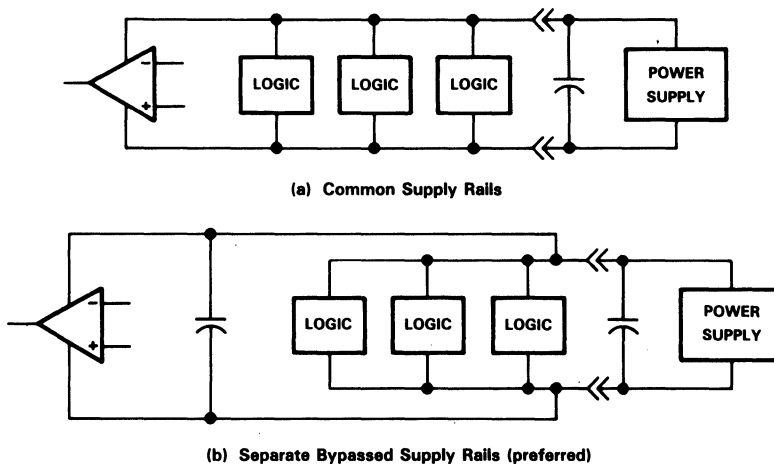 LOGIC LOGIC LOGIC POWER
SUPPLY
(a) Common Supply Rails
LOGIC LOGIC LOGIC POWER
SUPPLY
(b) Separate Bypassed Supply Rails (preferred)